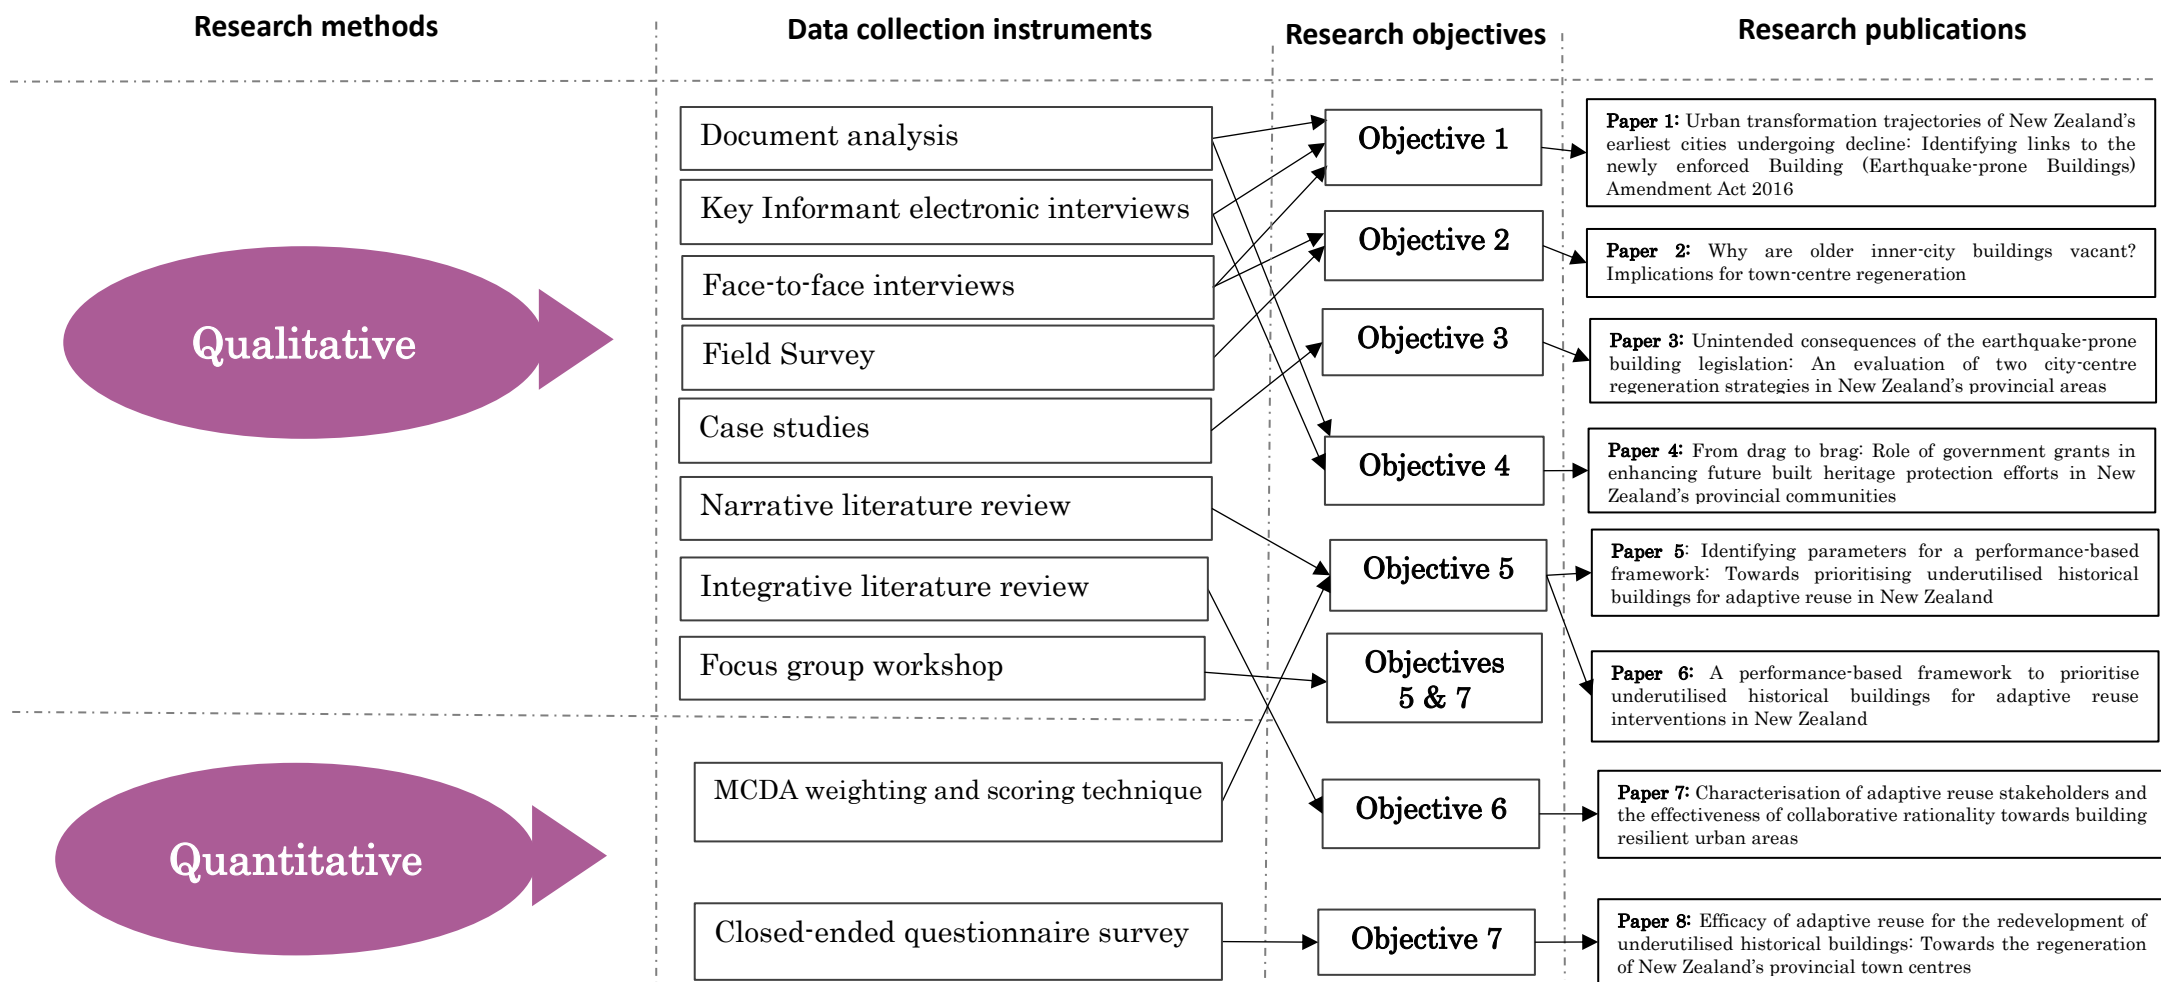 Research methods
Data collection instruments
Research objectives
Research publications
Qualitative
Quantitative
Document analysis
Key Informant electronic interviews
Face-to-face interviews
Field Survey
Case studies
Narrative literature review
Integrative literature review
Focus group workshop
MCDA weighting and scoring technique
Closed-ended questionnaire survey
Objective 1
Objective 2
Objective 3
Objective 4
Objective 5
Objectives
5 & 7
Objective 6
Objective 7
Paper 1: Urban transformation trajectories of New Zealand's
earliest cities undergoing decline: Identifying links to the
newly enforced Building (Earthquake-prone Buildings)
Amendment Act 2016
Paper 2: Why are older inner-city buildings vacant?
Implications for town-centre regeneration
Paper 3: Unintended consequences of the earthquake-prone
building legislation: An evaluation of two city-centre
regeneration strategies in New Zealand's provincial areas
Paper 4: From drag to brag: Role of government grants in
enhancing future built heritage protection efforts in New
Zealand's provincial communities
Paper 5: Identifying parameters for a performance-based
framework: Towards prioritising underutilised historical
buildings for adaptive reuse in New Zealand
Paper 6: A performance-based framework to prioritise
underutilised historical buildings for adaptive reuse
interventions in New Zealand
Paper 7: Characterisation of adaptive reuse stakeholders and
the effectiveness of collaborative rationality towards building
resilient urban areas
Paper 8: Efficacy of adaptive reuse for the redevelopment of
underutilised historical buildings: Towards the regeneration
of New Zealand's provincial town centres